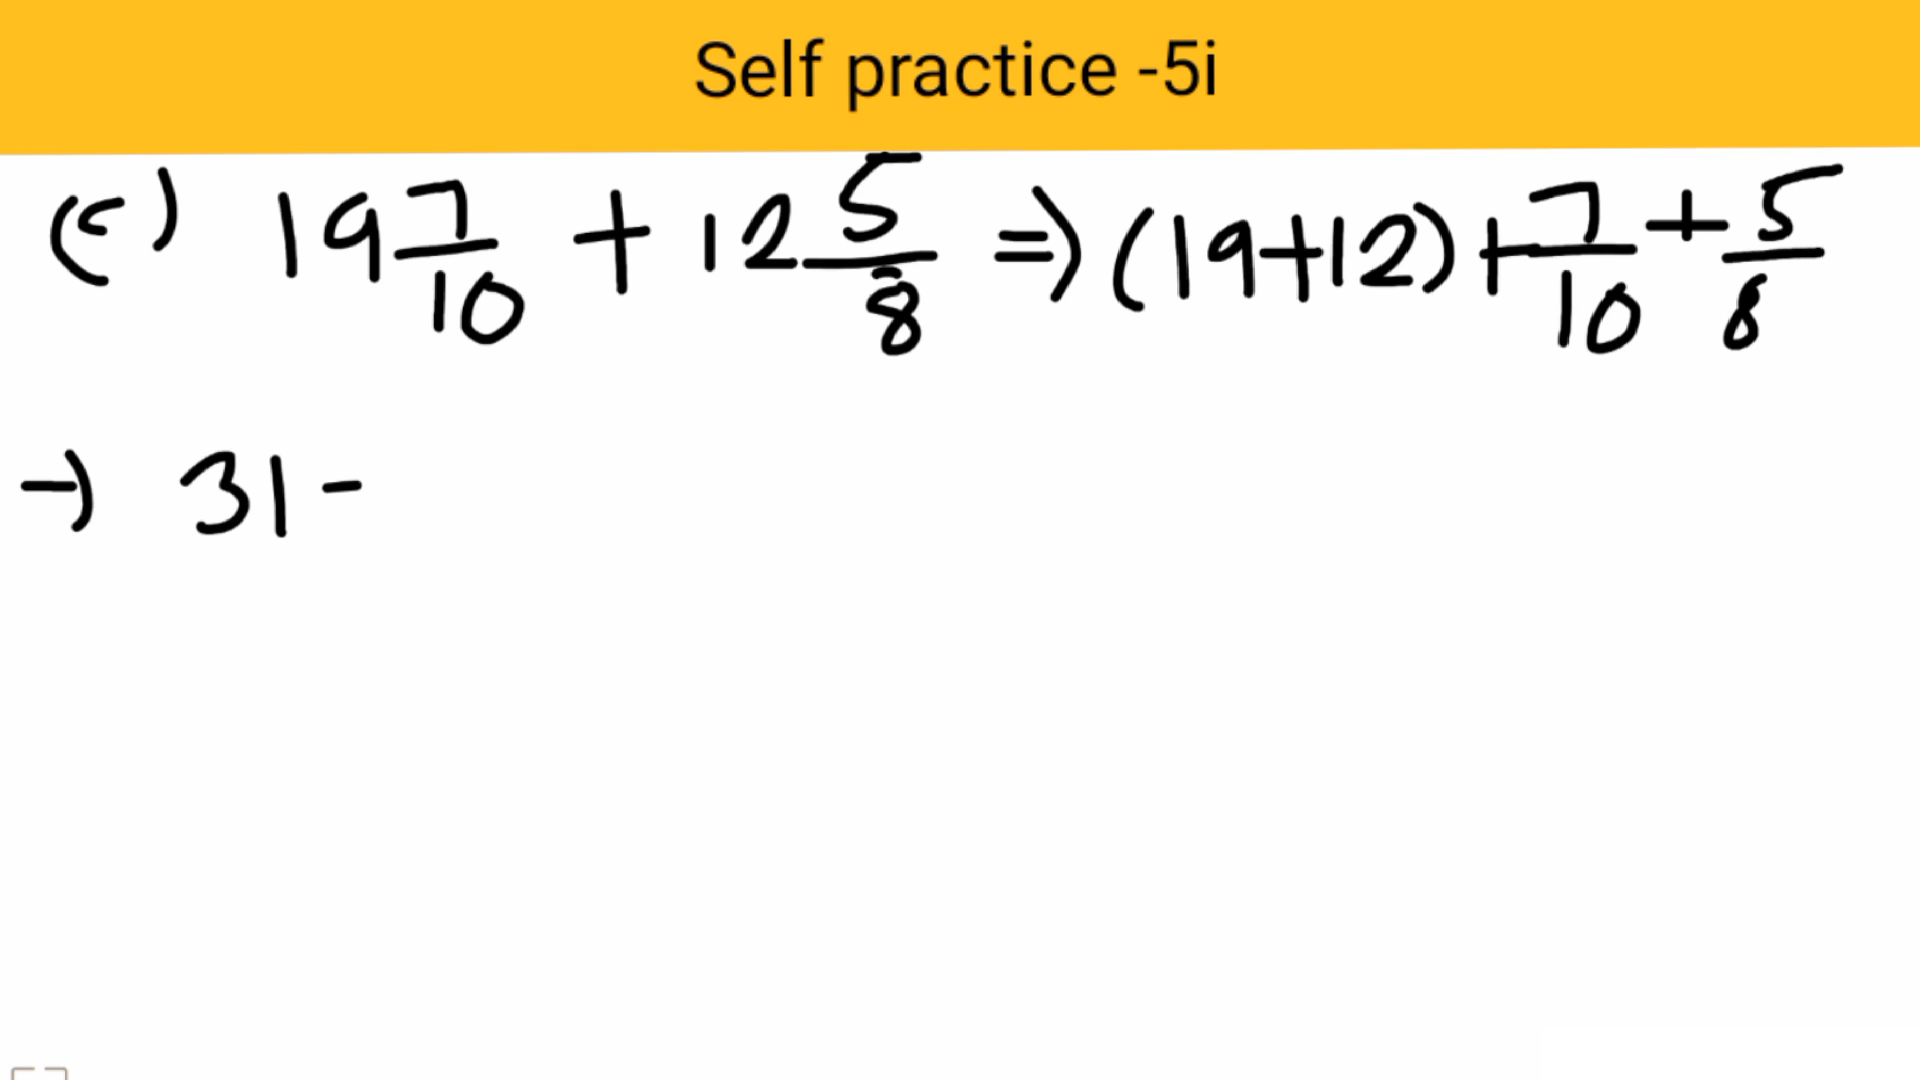 Self practice -5i
(c) 19 7/10 + 12 5/8 => (19+12) + 7/10 + 5/8
→ 31 -